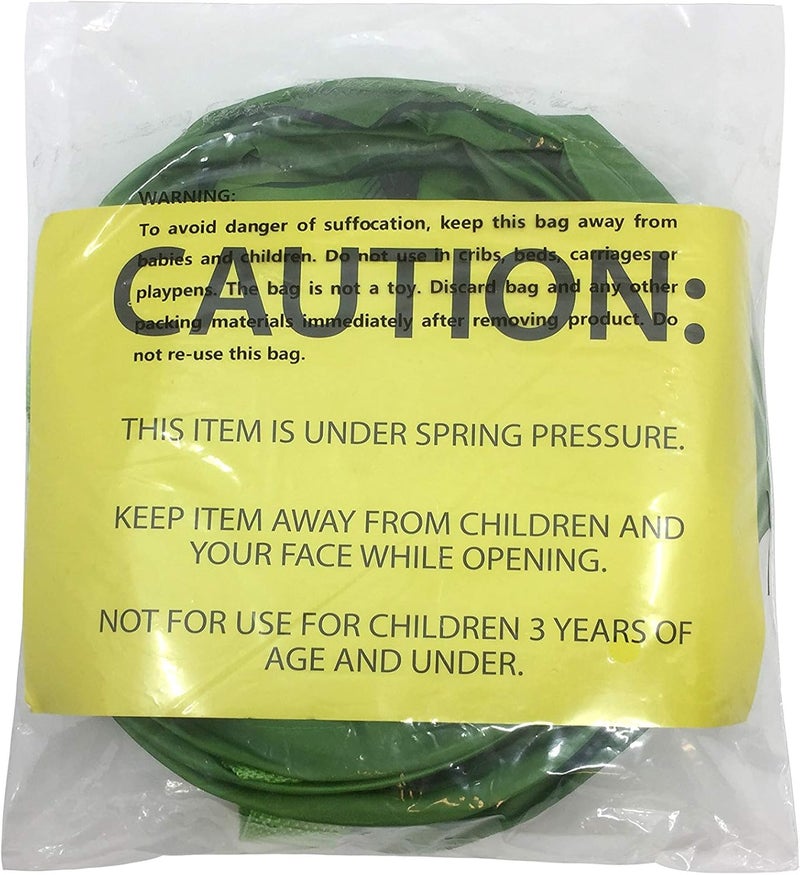 WARNING:
To avoid danger of suffocation, keep this bag away from
babies and children. Do not use in cribs, beds, carriages or
playpens. The bag is not a toy. Discard bag and any other
packing materials immediately after removing product. Do
not re-use this bag.
CAUTION:
THIS ITEM IS UNDER SPRING PRESSURE.
KEEP ITEM AWAY FROM CHILDREN AND
YOUR FACE WHILE OPENING.
NOT FOR USE FOR CHILDREN 3 YEARS OF
AGE AND UNDER.